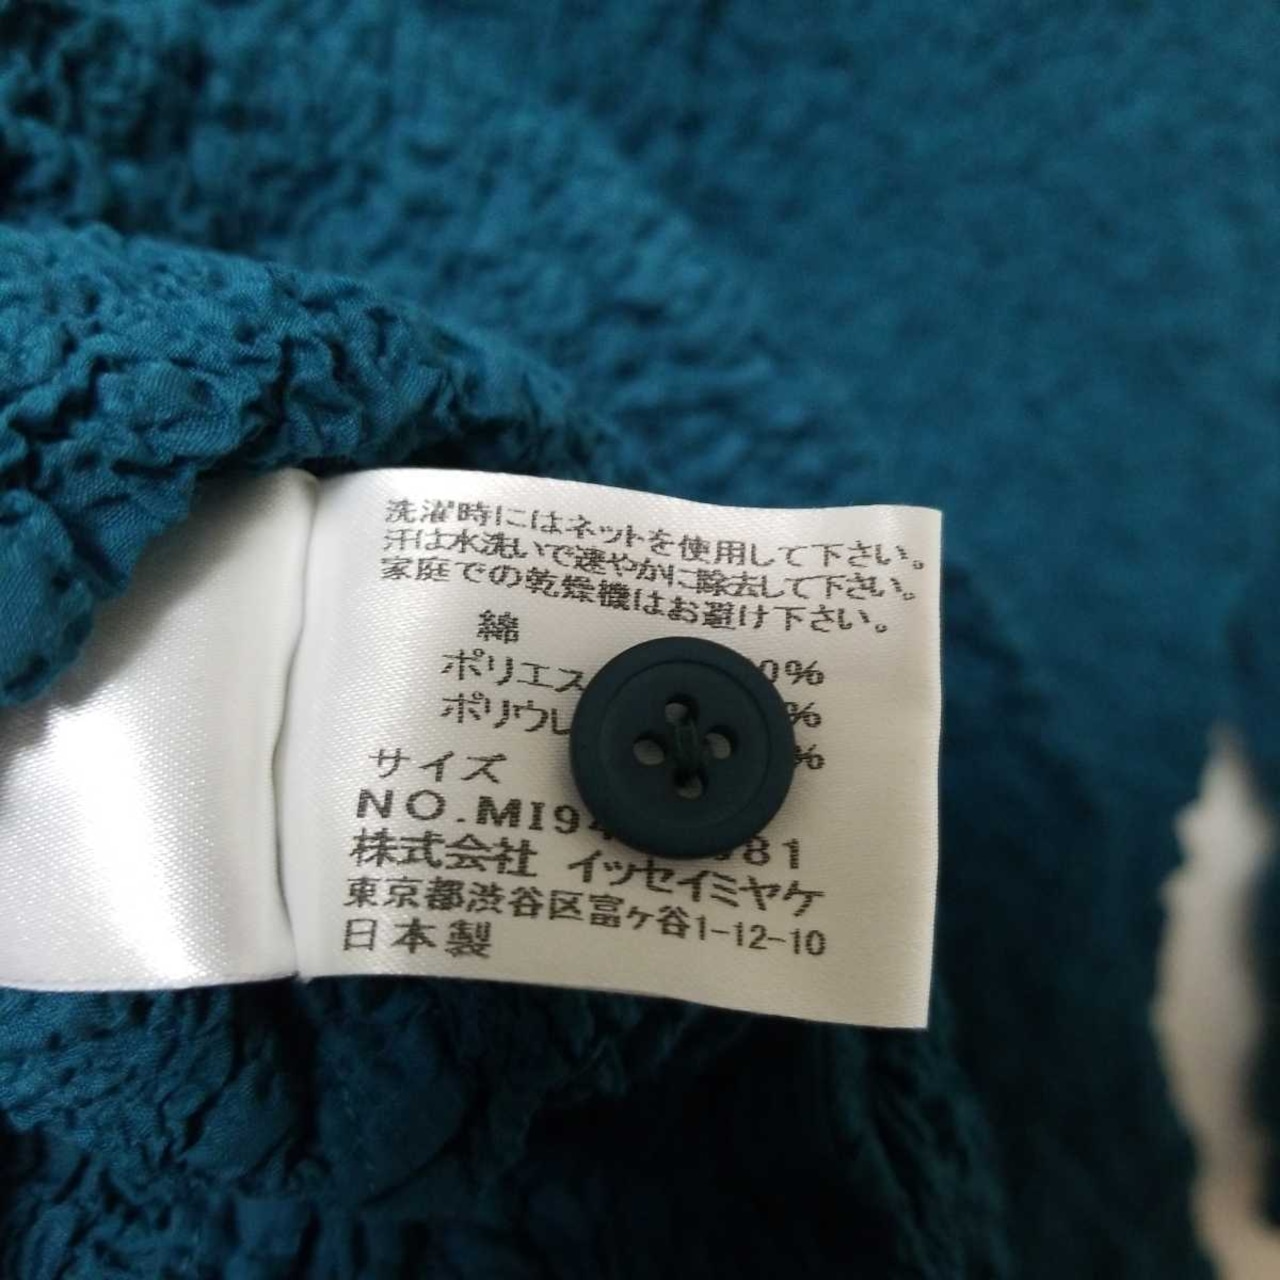 洗濯時にはネットを使用して下さい。
汗は水洗いで速やかに除去して下さい。
家庭での乾燥機はお避け下さい。
綿 0%
ポリエス %
ポリウレ %
サイズ
NO.MI94 981
株式会社 イッセイミヤケ
東京都渋谷区富ヶ谷1-12-10
日本製